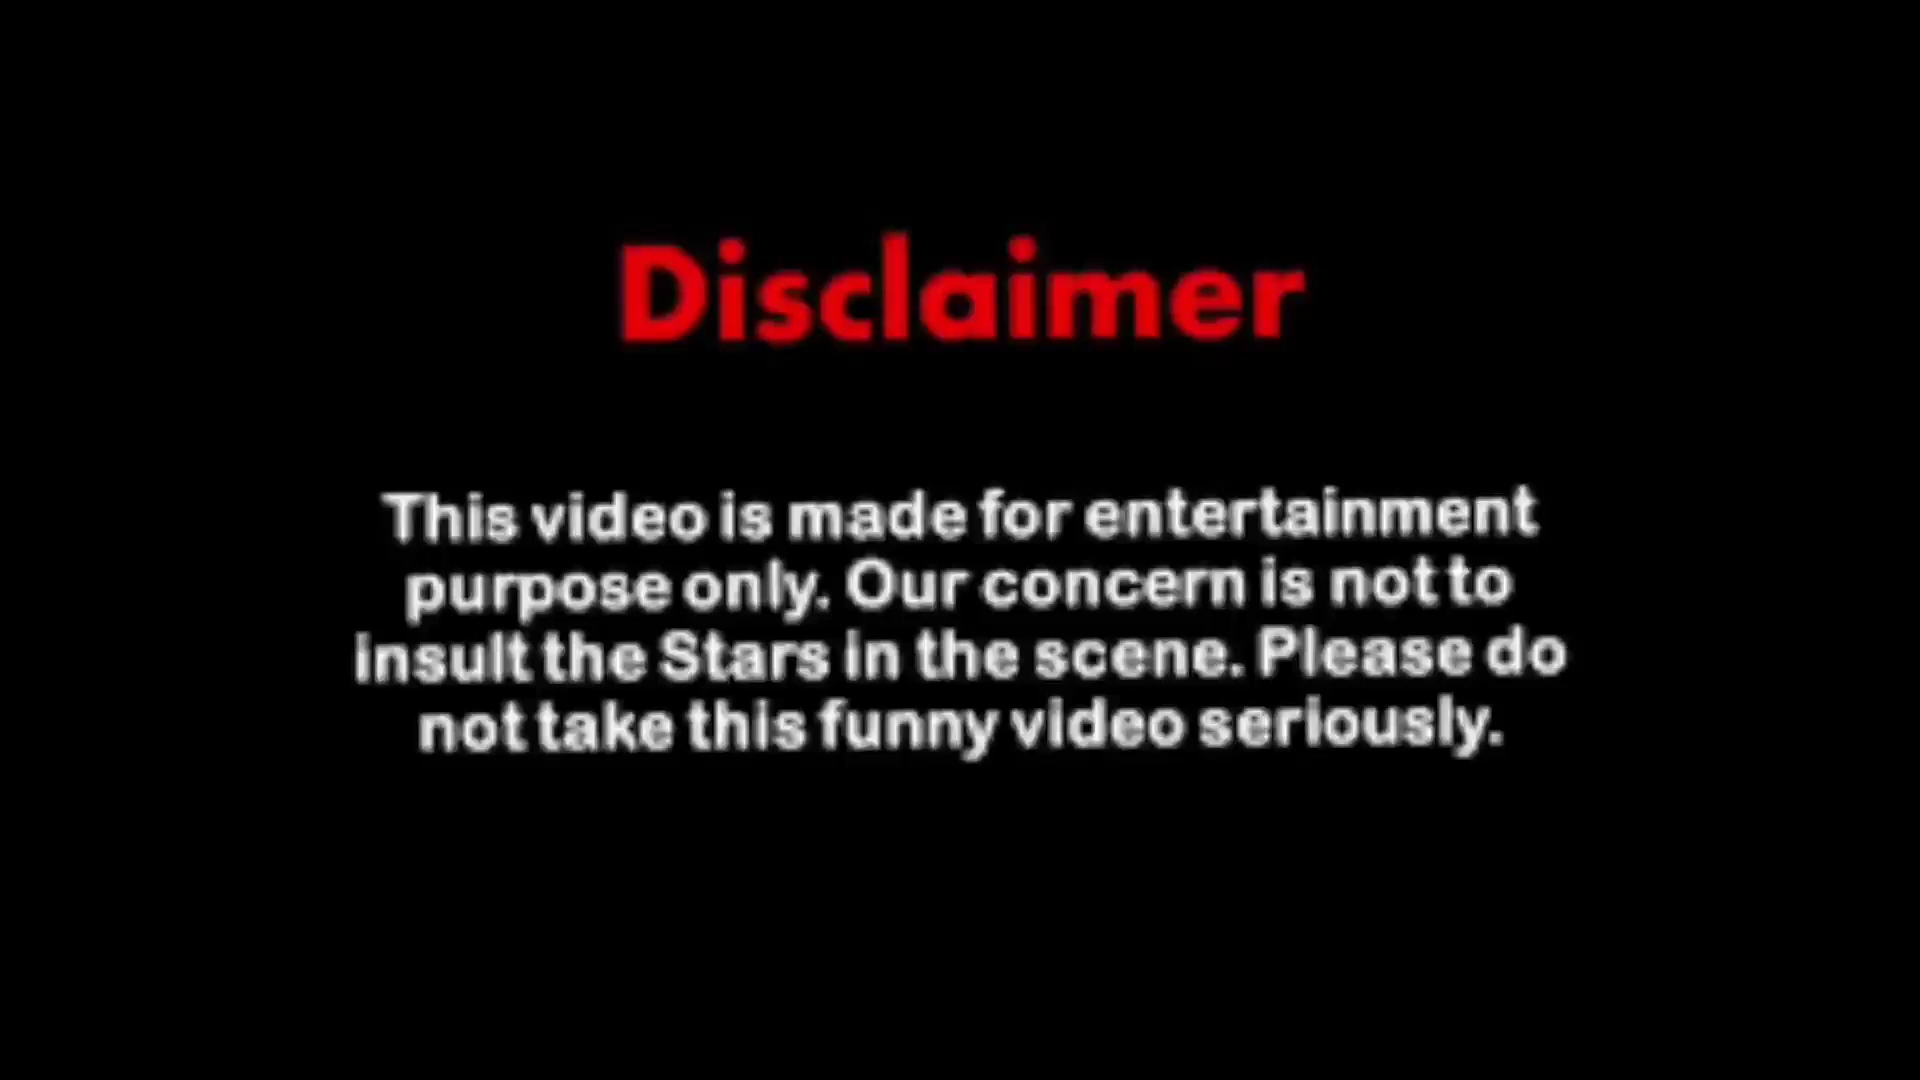 Disclaimer
This video is made for entertainment
purpose only. Our concern is not to
insult the Stars in the scene. Please do
not take this funny video seriously.